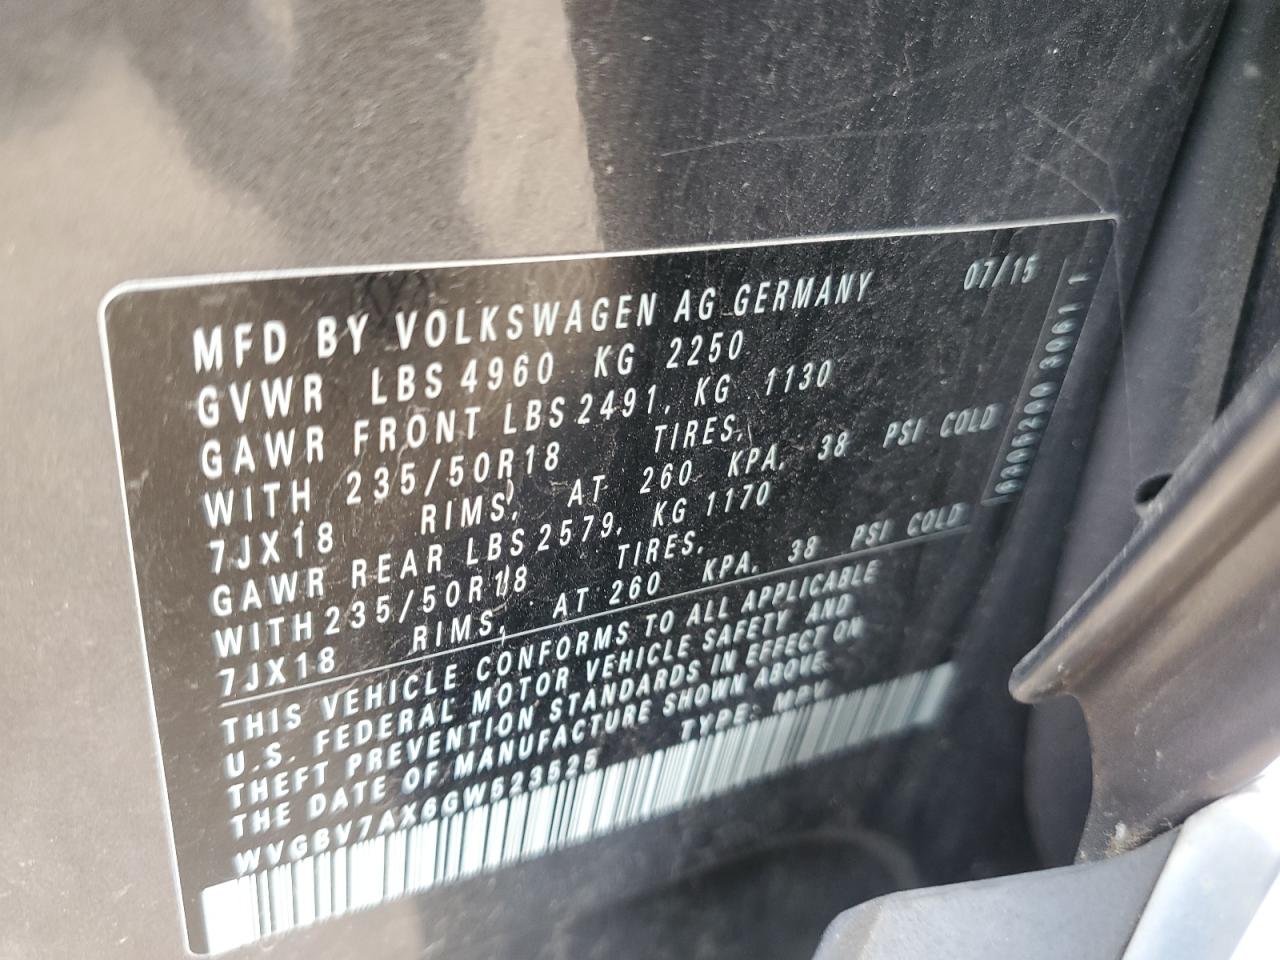 MFD BY VOLKSWAGEN AG GERMANY 07/15
GVWR LBS 4960 KG 2250
GAWR FRONT LBS 2491, KG 1130
WITH 235/50R18 TIRES,
7JX18 RIMS, AT 260 KPA, 38 PSI COLD
GAWR REAR LBS 2579, KG 1170
WITH 235/50R18 TIRES,
7JX18 RIMS, AT 260 KPA, 38 PSI COLD
THIS VEHICLE CONFORMS TO ALL APPLICABLE
U.S. FEDERAL MOTOR VEHICLE SAFETY AND
THEFT PREVENTION STANDARDS IN EFFECT ON
THE DATE OF MANUFACTURE SHOWN ABOVE.
WVGBV7AX6GW523525 TYPE: MPV